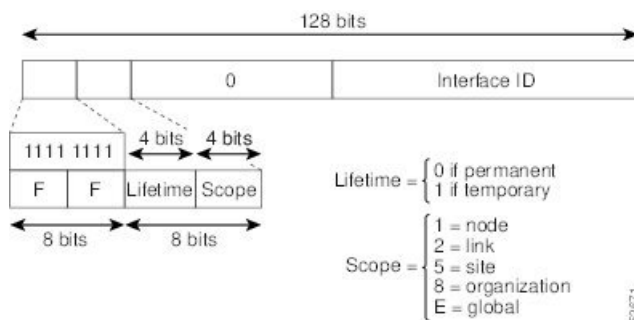 128 bits
0 Interface ID
4 bits 4 bits
1111 1111
F F Lifetime Scope
8 bits 8 bits
Lifetime = { 0 if permanent
1 if temporary
Scope = { 1 = node
2 = link
5 = site
8 = organization
E = global